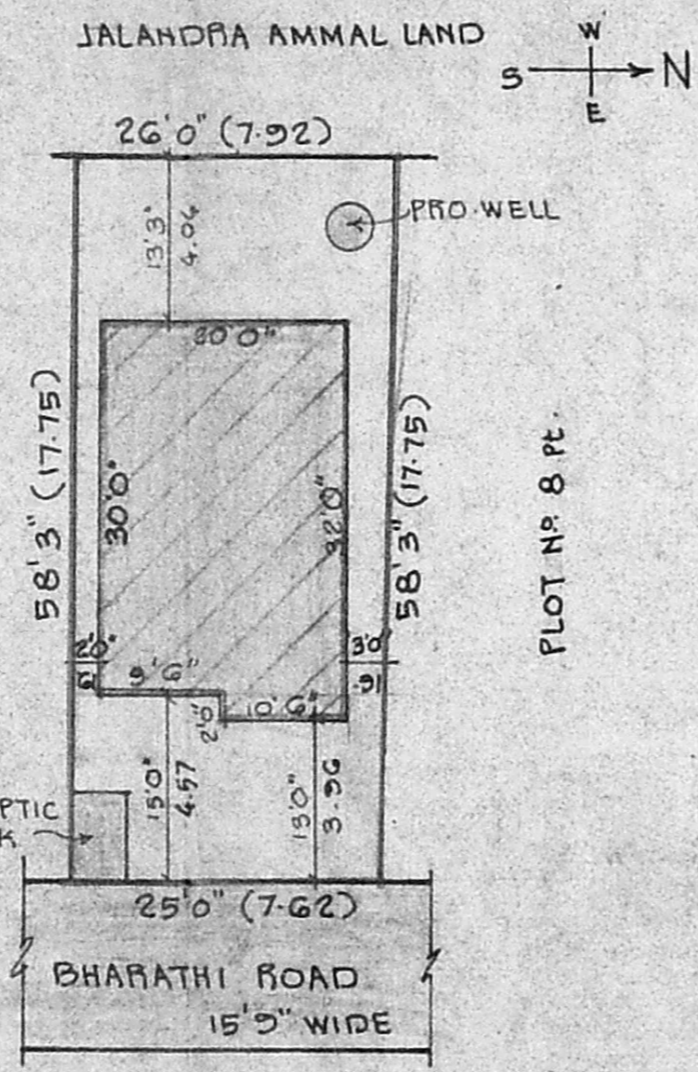 JALANDRA AMMAL LAND
W
S N
E
26'0" (7.92)
13'3"
4.04
PRO.WELL
20'0"
58'3" (17.75)
30'0"
32'0"
58'3" (17.75)
PLOT No. 8 Pt.
2'0"
3'0"
.91
9'6"
2'0"
10'6"
15'0"
4.57
13'0"
3.96
PTIC
K
25'0" (7.62)
BHARATHI ROAD
15'9" WIDE